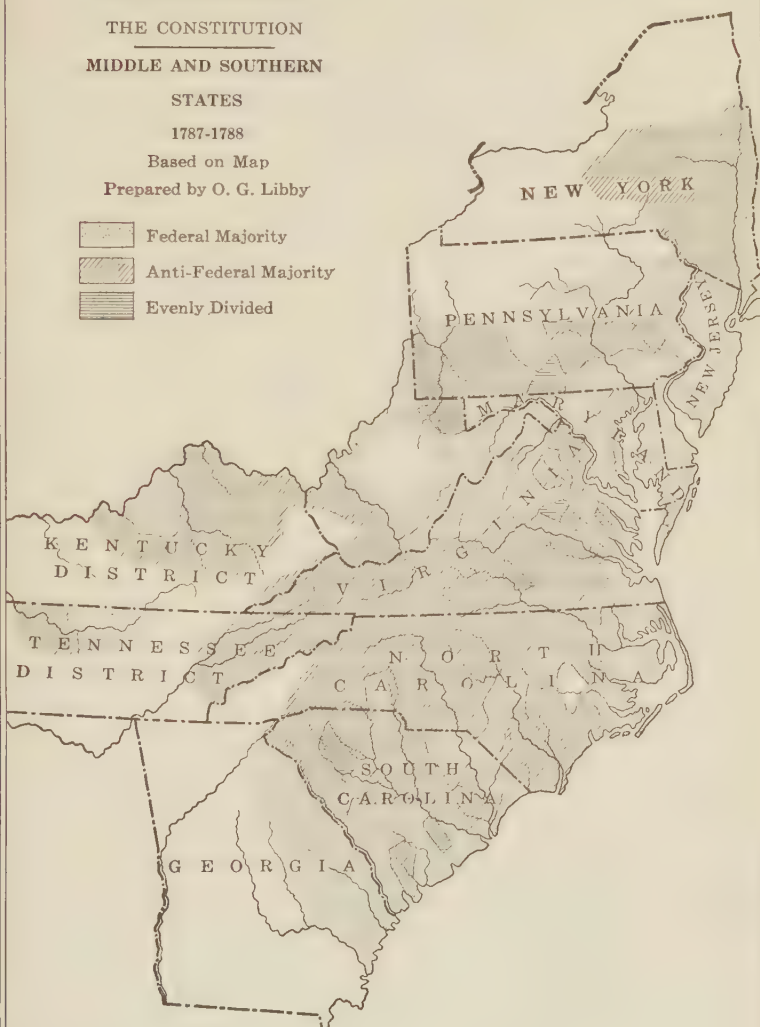 THE CONSTITUTION
MIDDLE AND SOUTHERN
STATES
1787-1788
Based on Map
Prepared by O. G. Libby
Federal Majority
Anti-Federal Majority
Evenly Divided
NEW YORK
PENNSYLVANIA
NEW JERSEY
MARYLAND
VIRGINIA
KENTUCKY
DISTRICT
TENNESSEE
DISTRICT
NORTH
CAROLINA
SOUTH
CAROLINA
GEORGIA